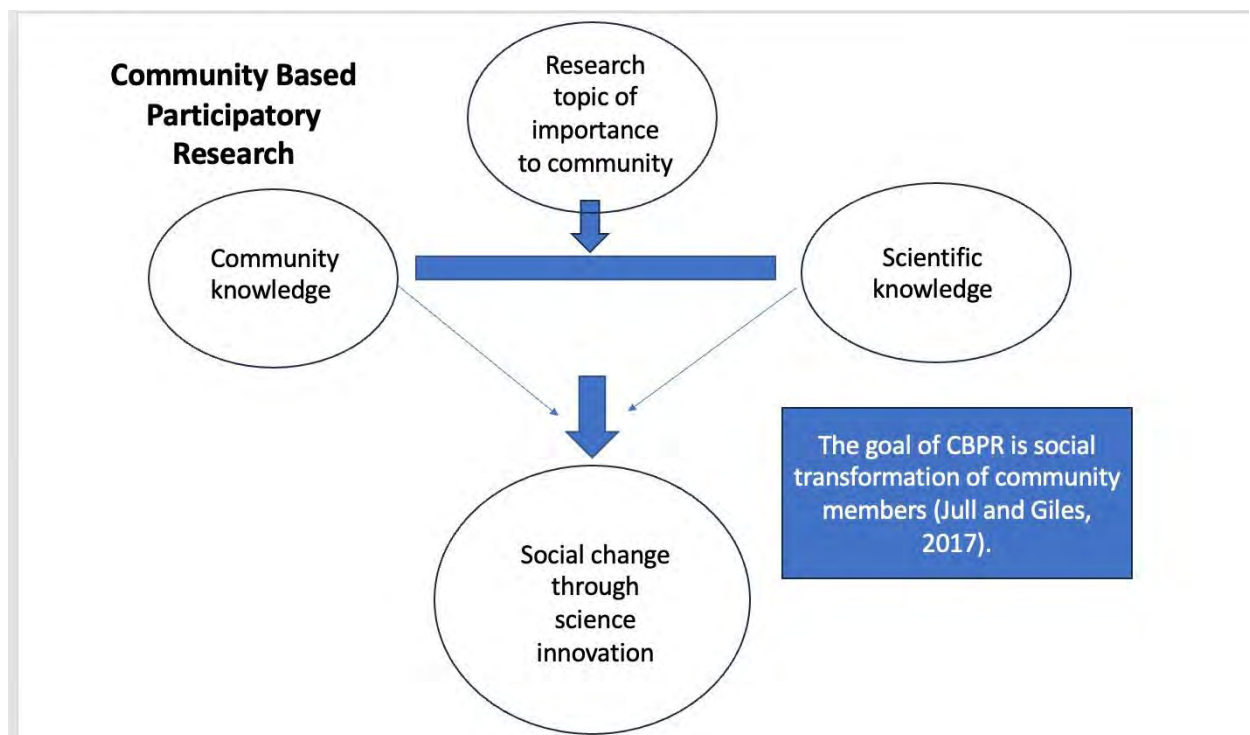 Community Based
Participatory
Research
Research
topic of
importance
to community
Community
knowledge
Scientific
knowledge
The goal of CBPR is social
transformation of community
members (Jull and Giles,
2017).
Social change
through
science
innovation